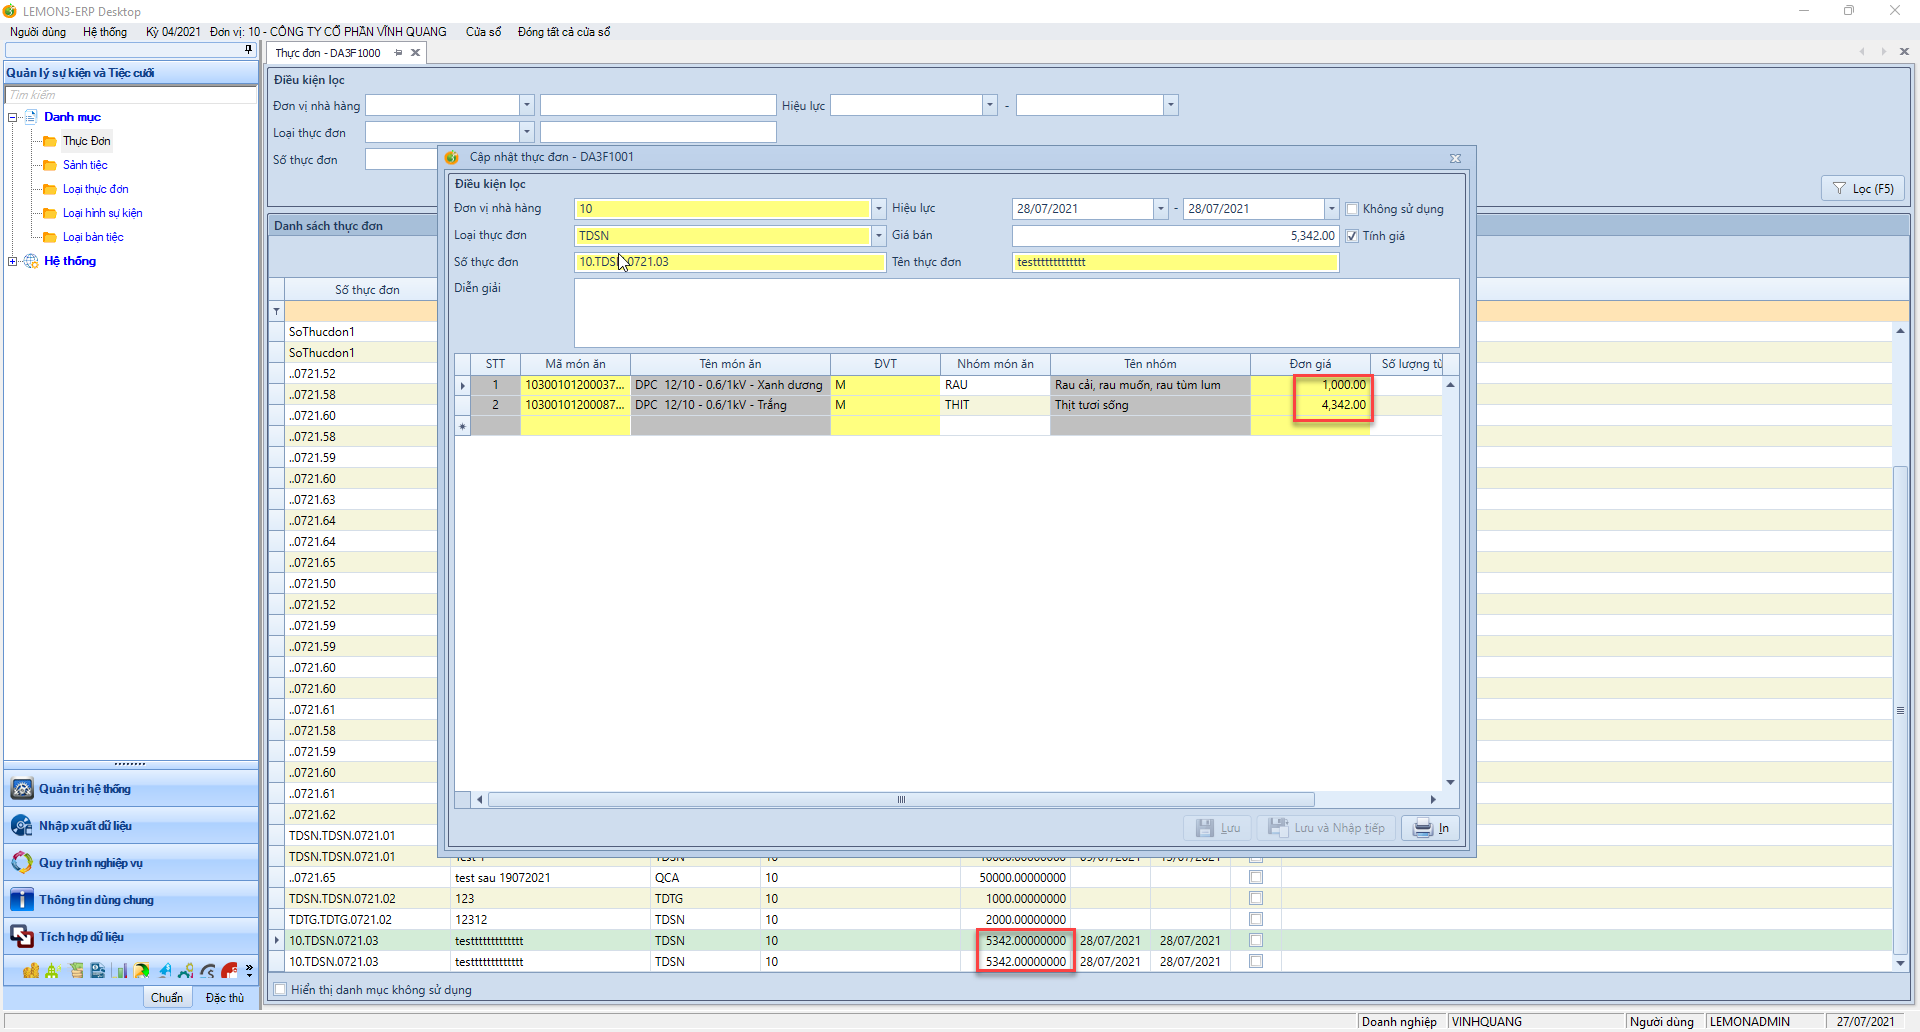 LEMON3-ERP Desktop
Người dùng Hệ thống Kỳ 04/2021 Đơn vị: 10 - CÔNG TY CỔ PHẦN VĨNH QUANG Cửa sổ Đóng tất cả cửa sổ
Thực đơn - DA3F1000
Quản lý sự kiện và Tiệc cưới
Tìm kiếm
Danh mục
Thực Đơn
Sảnh tiệc
Loại thực đơn
Loại hình sự kiện
Loại bàn tiệc
Hệ thống
Quản trị hệ thống
Nhập xuất dữ liệu
Quy trình nghiệp vụ
Thông tin dùng chung
Tích hợp dữ liệu
Chuẩn Đặc thù
Điều kiện lọc
Đơn vị nhà hàng Hiệu lực -
Loại thực đơn
Số thực đơn
Lọc (F5)
Danh sách thực đơn
Số thực đơn
SoThucdon1
SoThucdon1
..0721.52
..0721.58
..0721.60
..0721.58
..0721.59
..0721.60
..0721.63
..0721.64
..0721.64
..0721.65
..0721.50
..0721.52
..0721.59
..0721.59
..0721.60
..0721.60
..0721.61
..0721.58
..0721.59
..0721.60
..0721.61
..0721.62
TDSN.TDSN.0721.01
TDSN.TDSN.0721.01
..0721.65 test sau 19072021 QCA 10 50000.00000000
TDSN.TDSN.0721.02 123 TDTG 10 1000.00000000
TDTG.TDTG.0721.02 12312 TDSN 10 2000.00000000
10.TDSN.0721.03 testttttttttttttt TDSN 10 5342.00000000 28/07/2021 28/07/2021
10.TDSN.0721.03 testttttttttttttt TDSN 10 5342.00000000 28/07/2021 28/07/2021
Hiển thị danh mục không sử dụng
Cập nhật thực đơn - DA3F1001
Điều kiện lọc
Đơn vị nhà hàng 10 Hiệu lực 28/07/2021 - 28/07/2021 Không sử dụng
Loại thực đơn TDSN Giá bán 5,342.00 Tính giá
Số thực đơn 10.TDSN.0721.03 Tên thực đơn testttttttttttttt
Diễn giải
STT Mã món ăn Tên món ăn ĐVT Nhóm món ăn Tên nhóm Đơn giá Số lượng từ
1 10300101200037... DPC 12/10 - 0.6/1kV - Xanh dương M RAU Rau cải, rau muốn, rau tùm lum 1,000.00
2 10300101200087... DPC 12/10 - 0.6/1kV - Trắng M THIT Thịt tươi sống 4,342.00
Lưu Lưu và Nhập tiếp In
Doanh nghiệp VINHQUANG Người dùng LEMONADMIN 27/07/2021